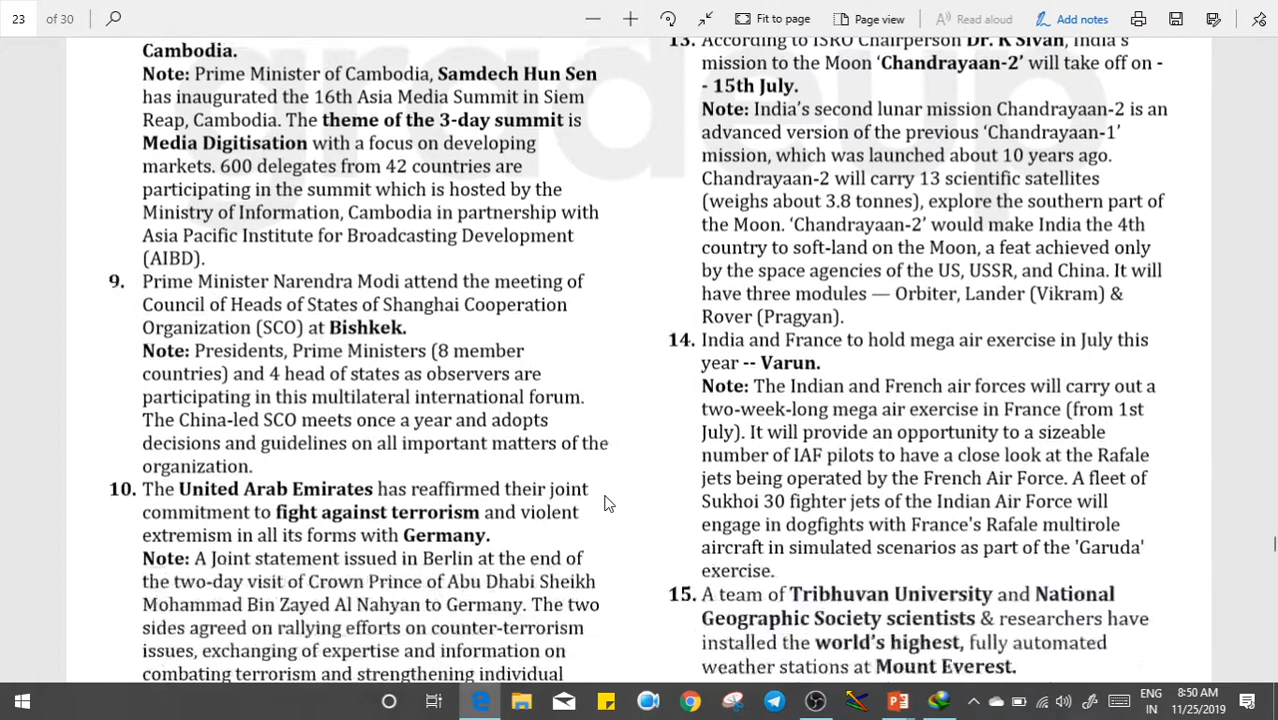 23 of 30
Fit to page
Page view
Read aloud
Add notes
Cambodia.
Note: Prime Minister of Cambodia, Samdech Hun Sen
has inaugurated the 16th Asia Media Summit in Siem
Reap, Cambodia. The theme of the 3-day summit is
Media Digitisation with a focus on developing
markets. 600 delegates from 42 countries are
participating in the summit which is hosted by the
Ministry of Information, Cambodia in partnership with
Asia Pacific Institute for Broadcasting Development
(AIBD).
9. Prime Minister Narendra Modi attend the meeting of
Council of Heads of States of Shanghai Cooperation
Organization (SCO) at Bishkek.
Note: Presidents, Prime Ministers (8 member
countries) and 4 head of states as observers are
participating in this multilateral international forum.
The China-led SCO meets once a year and adopts
decisions and guidelines on all important matters of the
organization.
10. The United Arab Emirates has reaffirmed their joint
commitment to fight against terrorism and violent
extremism in all its forms with Germany.
Note: A Joint statement issued in Berlin at the end of
the two-day visit of Crown Prince of Abu Dhabi Sheikh
Mohammad Bin Zayed Al Nahyan to Germany. The two
sides agreed on rallying efforts on counter-terrorism
issues, exchanging of expertise and information on
combating terrorism and strengthening individual
13. According to ISRO Chairperson Dr. K Sivan, India's
mission to the Moon ‘Chandrayaan-2’ will take off on -
- 15th July.
Note: India’s second lunar mission Chandrayaan-2 is an
advanced version of the previous ‘Chandrayaan-1’
mission, which was launched about 10 years ago.
Chandrayaan-2 will carry 13 scientific satellites
(weighs about 3.8 tonnes), explore the southern part of
the Moon. ‘Chandrayaan-2’ would make India the 4th
country to soft-land on the Moon, a feat achieved only
by the space agencies of the US, USSR, and China. It will
have three modules — Orbiter, Lander (Vikram) &
Rover (Pragyan).
14. India and France to hold mega air exercise in July this
year -- Varun.
Note: The Indian and French air forces will carry out a
two-week-long mega air exercise in France (from 1st
July). It will provide an opportunity to a sizeable
number of IAF pilots to have a close look at the Rafale
jets being operated by the French Air Force. A fleet of
Sukhoi 30 fighter jets of the Indian Air Force will
engage in dogfights with France's Rafale multirole
aircraft in simulated scenarios as part of the 'Garuda'
exercise.
15. A team of Tribhuvan University and National
Geographic Society scientists & researchers have
installed the world’s highest, fully automated
weather stations at Mount Everest.
gradeup
ENG
IN
8:50 AM
11/25/2019